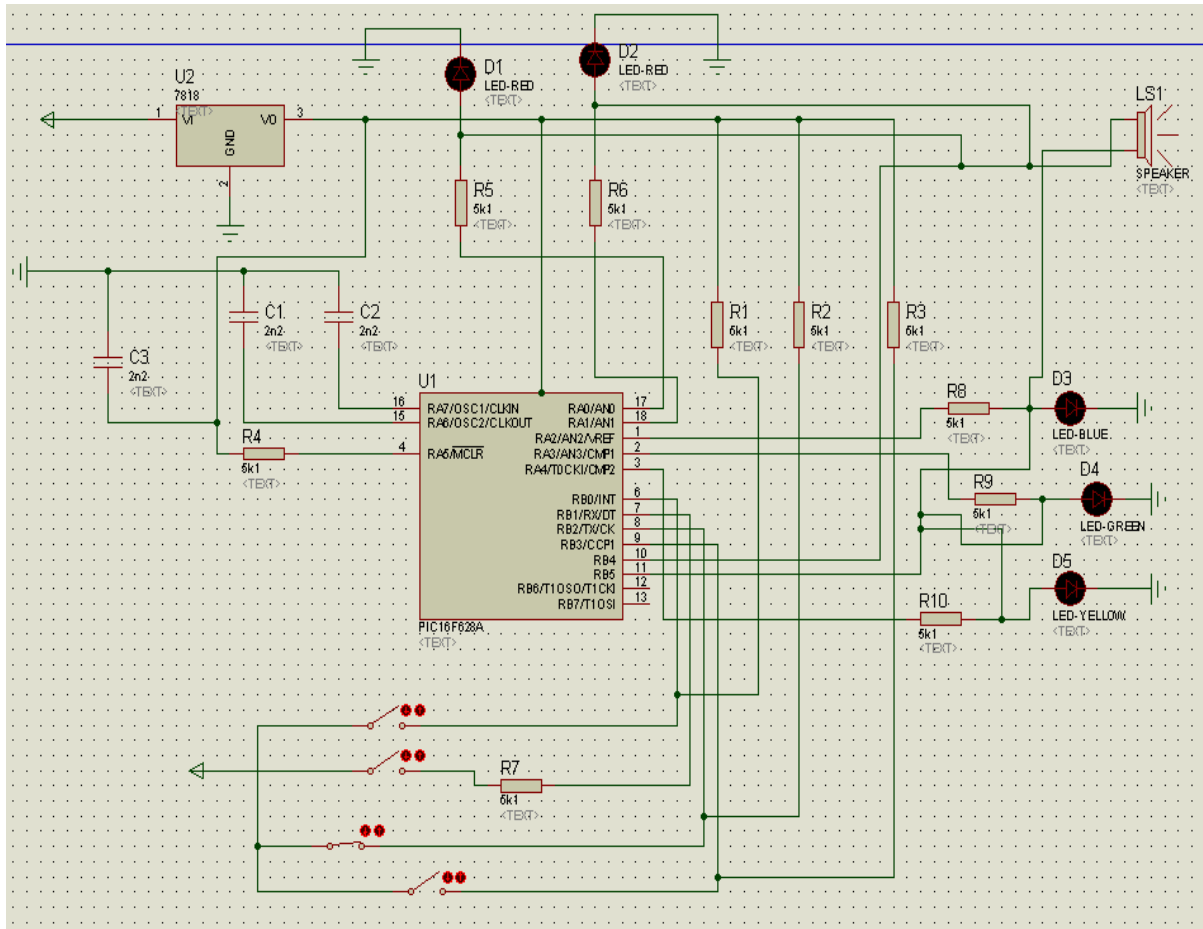 U2
7818
<TEXT>
1
VI
VO
3
GND
2
D1
LED-RED
<TEXT>
D2
LED-RED
<TEXT>
LS1
SPEAKER
<TEXT>
R5
5k1
<TEXT>
R6
5k1
<TEXT>
C1
2n2
<TEXT>
C2
2n2
<TEXT>
C3
2n2
<TEXT>
R1
5k1
<TEXT>
R2
5k1
<TEXT>
R3
5k1
<TEXT>
R4
5k1
<TEXT>
U1
16 RA7/OSC1/CLKIN
15 RA6/OSC2/CLKOUT
4 RA5/MCLR
RA0/AN0 17
RA1/AN1 18
RA2/AN2/VREF 1
RA3/AN3/CMP1 2
RA4/T0CKI/CMP2 3
RB0/INT 6
RB1/RX/DT 7
RB2/TX/CK 8
RB3/CCP1 9
RB4 10
RB5 11
RB6/T1OSO/T1CKI 12
RB7/T1OSI 13
PIC16F628A
<TEXT>
R8
5k1
<TEXT>
D3
LED-BLUE
<TEXT>
R9
5k1
<TEXT>
D4
LED-GREEN
<TEXT>
R10
5k1
<TEXT>
D5
LED-YELLOW
<TEXT>
R7
5k1
<TEXT>